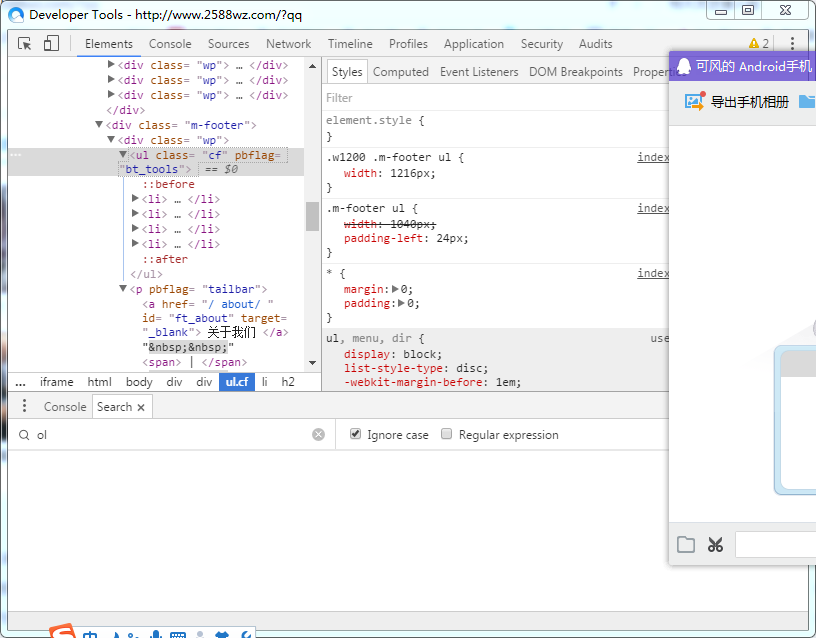 Developer Tools - http://www.2588wz.com/?qq
Elements Console Sources Network Timeline Profiles Application Security Audits 2
<div class= "wp"> … </div>
<div class= "wp"> … </div>
<div class= "wp"> … </div>
</div>
<div class= "m-footer">
<div class= "wp">
<ul class= "cf" pbflag=
"bt_tools"> == $0
::before
<li> … </li>
<li> … </li>
<li> … </li>
<li> … </li>
::after
</ul>
<p pbflag= "tailbar">
<a href= "/ about/ "
id= "ft_about" target=
"_blank"> 关于我们 </a>
"&nbsp;&nbsp;"
<span> | </span>
... iframe html body div div ul.cf li h2
Styles Computed Event Listeners DOM Breakpoints Properties
Filter
element.style {
}
.w1200 .m-footer ul { index
width: 1216px;
}
.m-footer ul { index
width: 1040px;
padding-left: 24px;
}
* { index
margin: 0;
padding: 0;
}
ul, menu, dir { use
display: block;
list-style-type: disc;
-webkit-margin-before: 1em;
可风的 Android手机
导出手机相册
Console Search ×
ol
Ignore case Regular expression
中